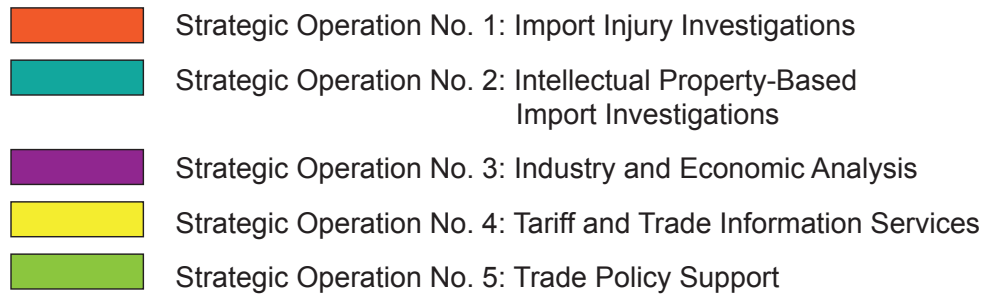 Strategic Operation No. 1: Import Injury Investigations
Strategic Operation No. 2: Intellectual Property-Based
Import Investigations
Strategic Operation No. 3: Industry and Economic Analysis
Strategic Operation No. 4: Tariff and Trade Information Services
Strategic Operation No. 5: Trade Policy Support